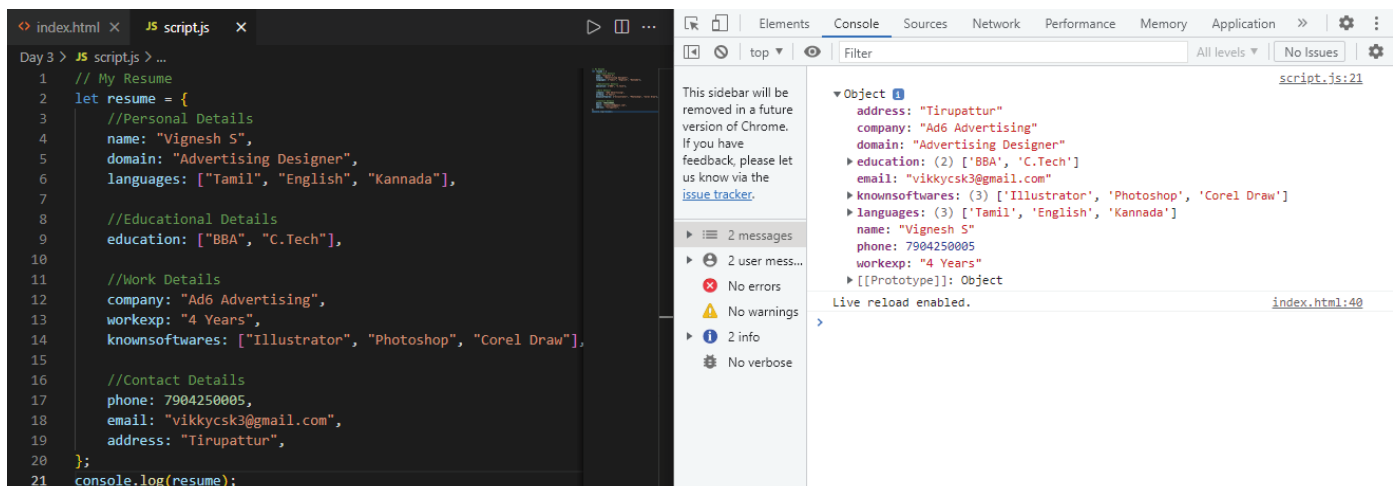 index.html
JS script.js
Day 3 > JS script.js > ...
1 // My Resume
2 let resume = {
3 //Personal Details
4 name: "Vignesh S",
5 domain: "Advertising Designer",
6 languages: ["Tamil", "English", "Kannada"],
7
8 //Educational Details
9 education: ["BBA", "C.Tech"],
10
11 //Work Details
12 company: "Ad6 Advertising",
13 workexp: "4 Years",
14 knownsoftwares: ["Illustrator", "Photoshop", "Corel Draw"],
15
16 //Contact Details
17 phone: 7904250005,
18 email: "vikkycsk3@gmail.com",
19 address: "Tirupattur",
20 };
21 console.log(resume);
Elements Console Sources Network Performance Memory Application »
top ▼ Filter All levels ▼ No Issues
This sidebar will
be removed in a future
version of Chrome.
If you have
feedback, please let
us know via the
issue tracker.
2 messages
2 user mess...
No errors
No warnings
2 info
No verbose
script.js:21
Object
address: "Tirupattur"
company: "Ad6 Advertising"
domain: "Advertising Designer"
education: (2) ['BBA', 'C.Tech']
email: "vikkycsk3@gmail.com"
knownsoftwares: (3) ['Illustrator', 'Photoshop', 'Corel Draw']
languages: (3) ['Tamil', 'English', 'Kannada']
name: "Vignesh S"
phone: 7904250005
workexp: "4 Years"
[[Prototype]]: Object
Live reload enabled. index.html:40